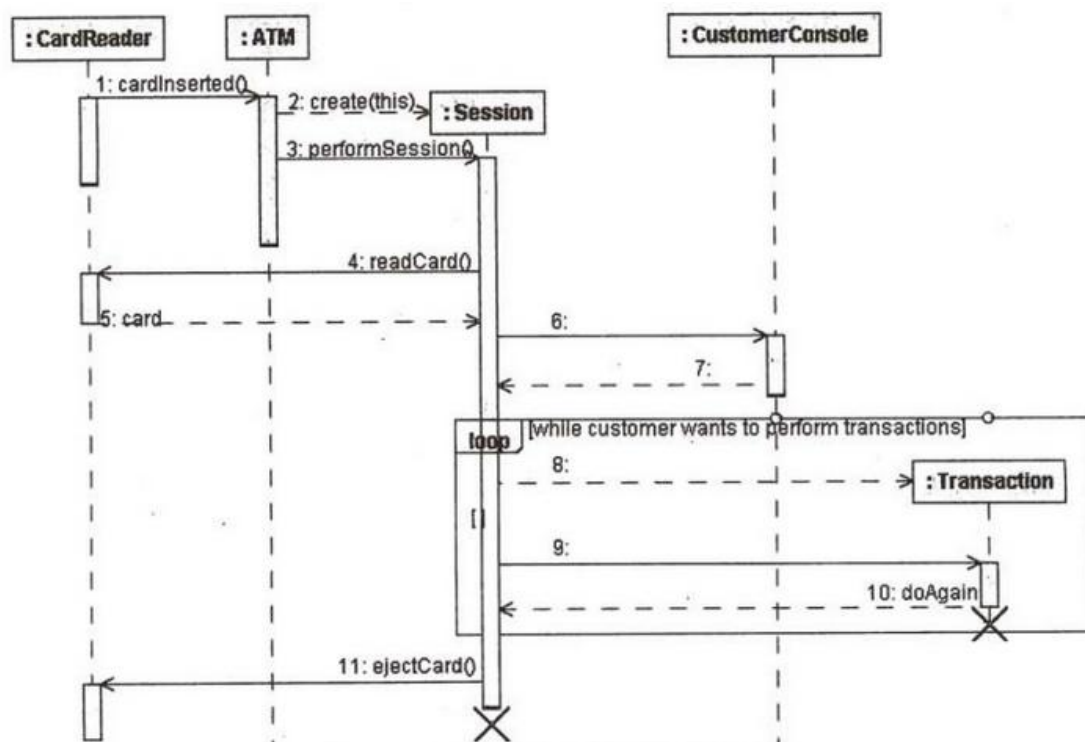 : CardReader
: ATM
: CustomerConsole
1: cardInserted()
2: create(this)
: Session
3: performSession()
4: readCard()
5: card
6:
7:
loop
[while customer wants to perform transactions]
8:
: Transaction
[]
9:
10: doAgain
11: ejectCard()